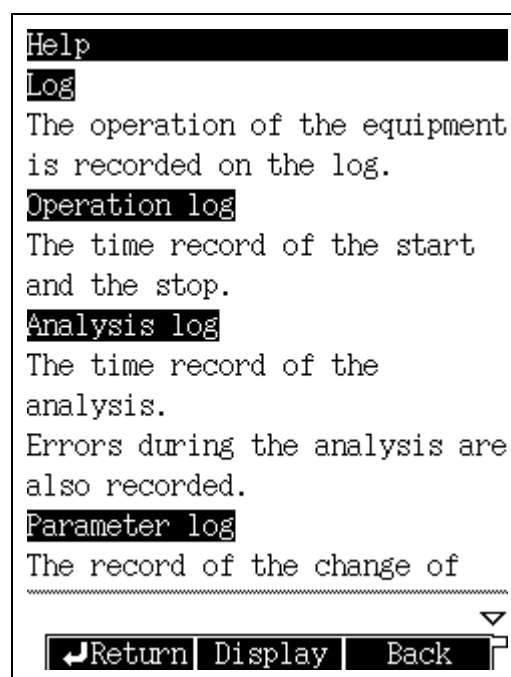 Help
Log
The operation of the equipment
is recorded on the log.
Operation log
The time record of the start
and the stop.
Analysis log
The time record of the
analysis.
Errors during the analysis are
also recorded.
Parameter log
The record of the change of
Return Display Back